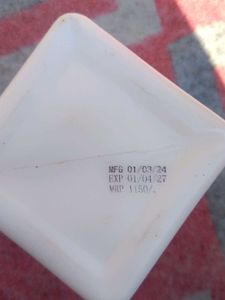 MFG 01/03/24
EXP 01/04/27
MRP 1150/.